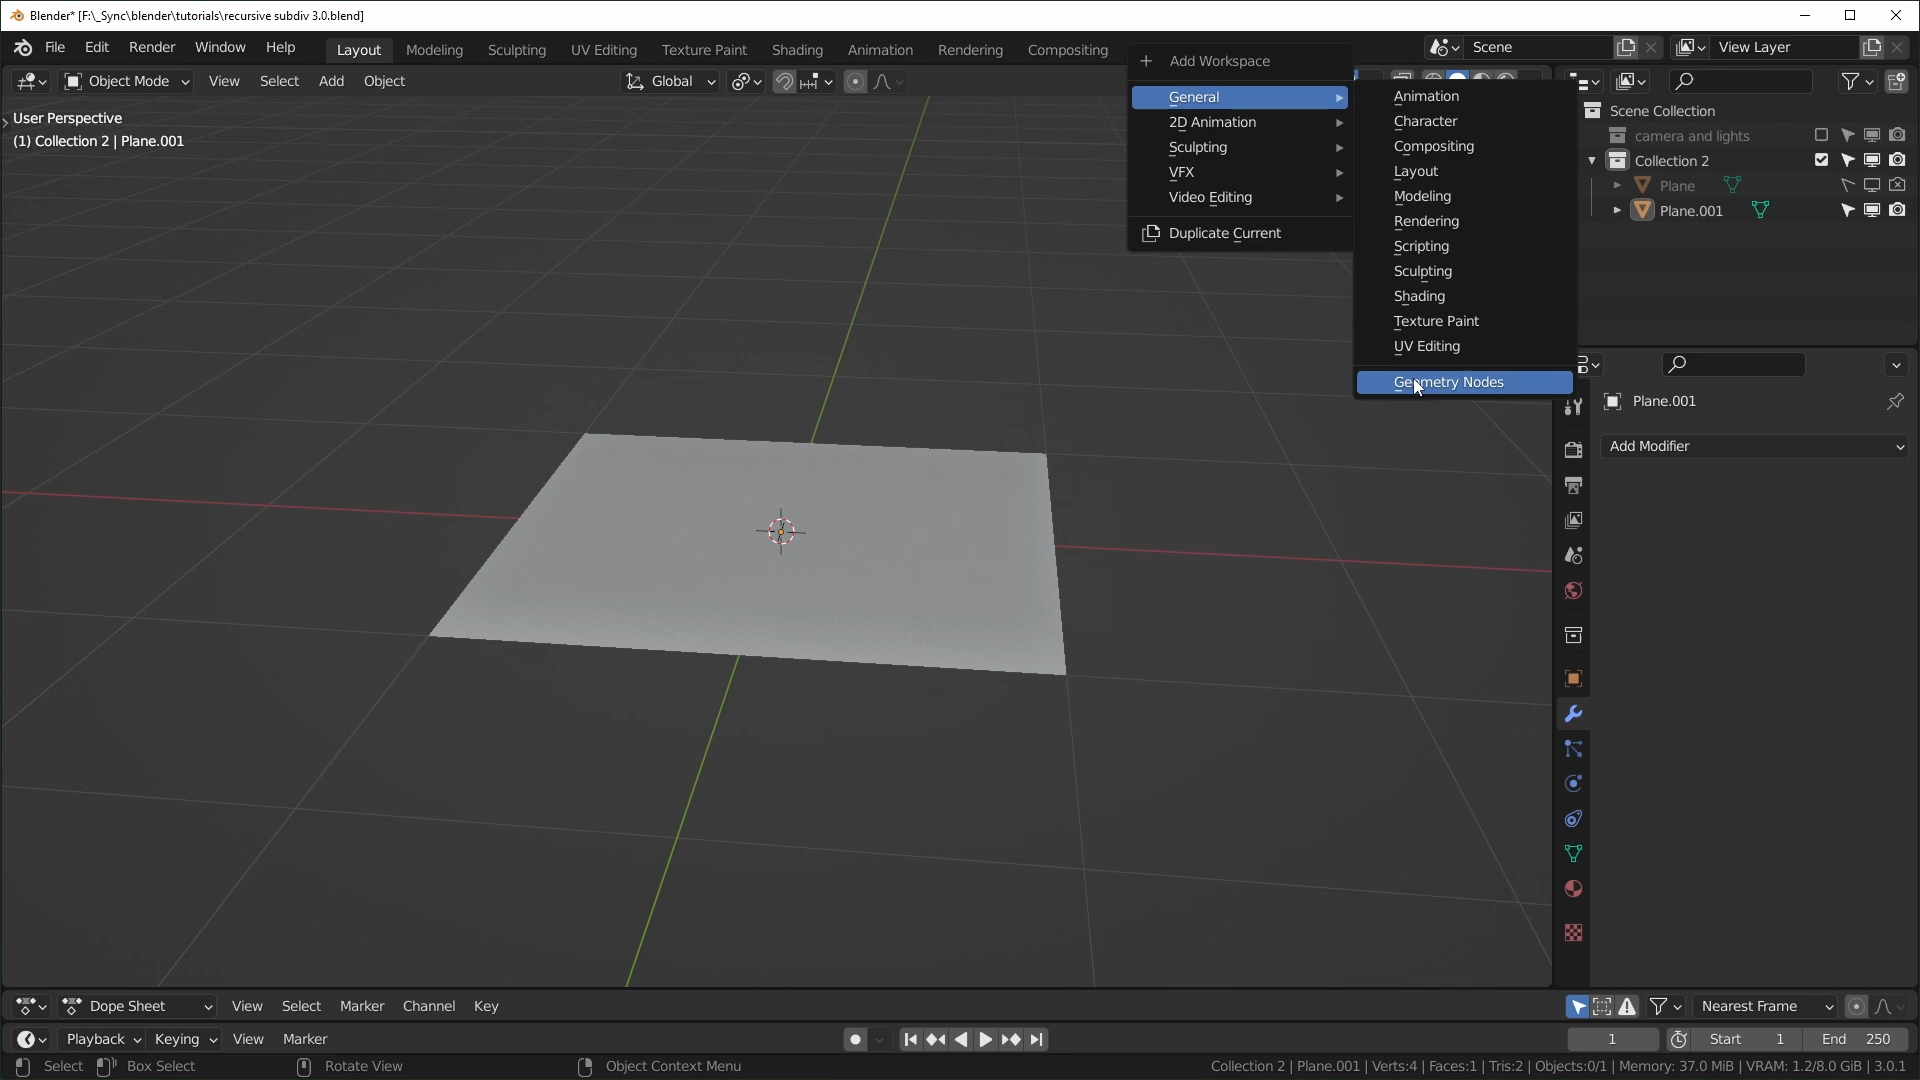 Blender* [F:\_Sync\blender\tutorials\recursive subdiv 3.0.blend]
File Edit Render Window Help Layout Modeling Sculpting UV Editing Texture Paint Shading Animation Rendering Compositing
Scene View Layer
Object Mode View Select Add Object Global
User Perspective
(1) Collection 2 | Plane.001
+ Add Workspace
General
2D Animation
Sculpting
VFX
Video Editing
Duplicate Current
Animation
Character
Compositing
Layout
Modeling
Rendering
Scripting
Sculpting
Shading
Texture Paint
UV Editing
Geometry Nodes
Scene Collection
camera and lights
Collection 2
Plane
Plane.001
Plane.001
Add Modifier
Dope Sheet View Select Marker Channel Key Nearest Frame
Playback Keying View Marker 1 Start 1 End 250
Select Box Select Rotate View Object Context Menu Collection 2 | Plane.001 | Verts:4 | Faces:1 | Tris:2 | Objects:0/1 | Memory: 37.0 MiB | VRAM: 1.2/8.0 GiB | 3.0.1